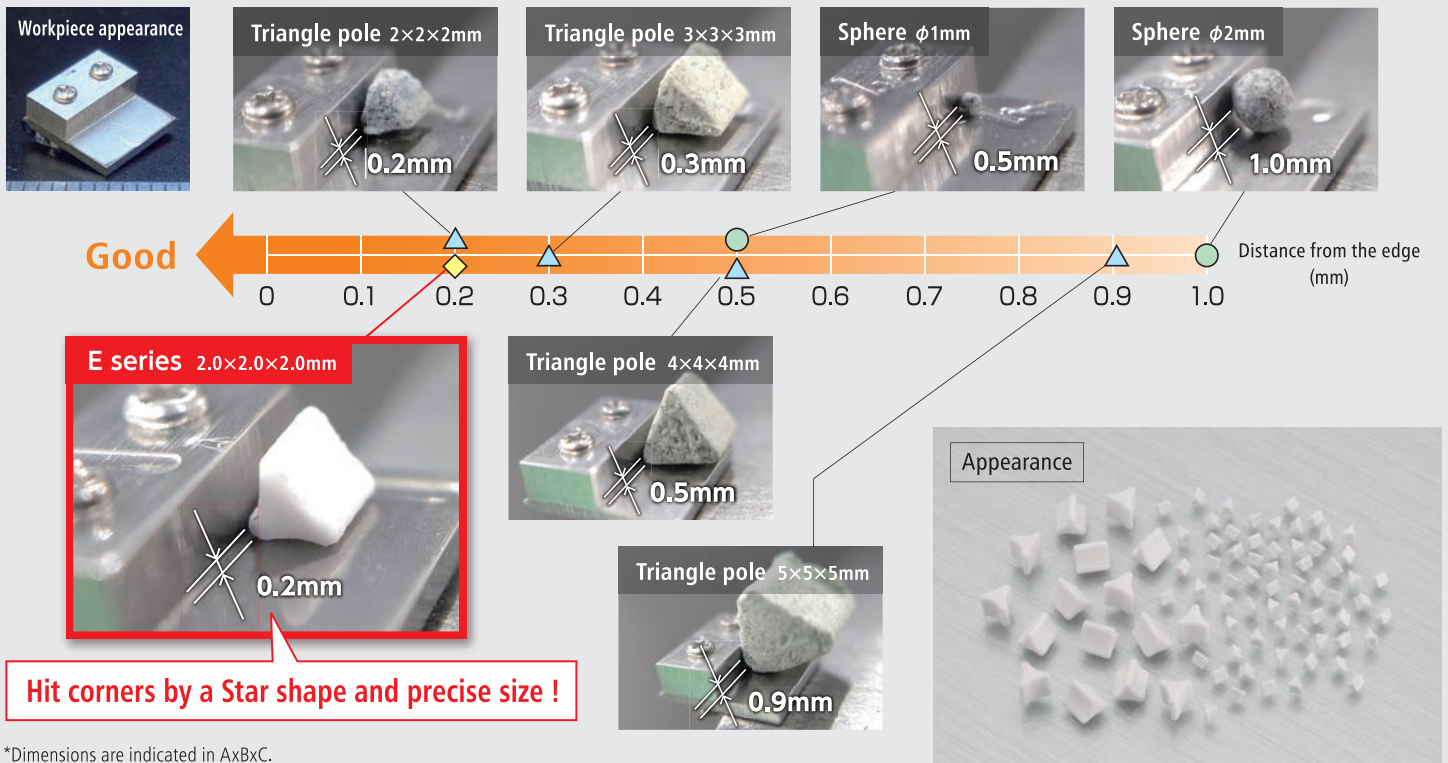 Workpiece appearance
Triangle pole 2×2×2mm
0.2mm
Triangle pole 3×3×3mm
0.3mm
Sphere φ1mm
0.5mm
Sphere φ2mm
1.0mm
Good
0 0.1 0.2 0.3 0.4 0.5 0.6 0.7 0.8 0.9 1.0
Distance from the edge
(mm)
E series 2.0×2.0×2.0mm
0.2mm
Triangle pole 4×4×4mm
0.5mm
Triangle pole 5×5×5mm
0.9mm
Appearance
Hit corners by a Star shape and precise size !
*Dimensions are indicated in AxBxC.